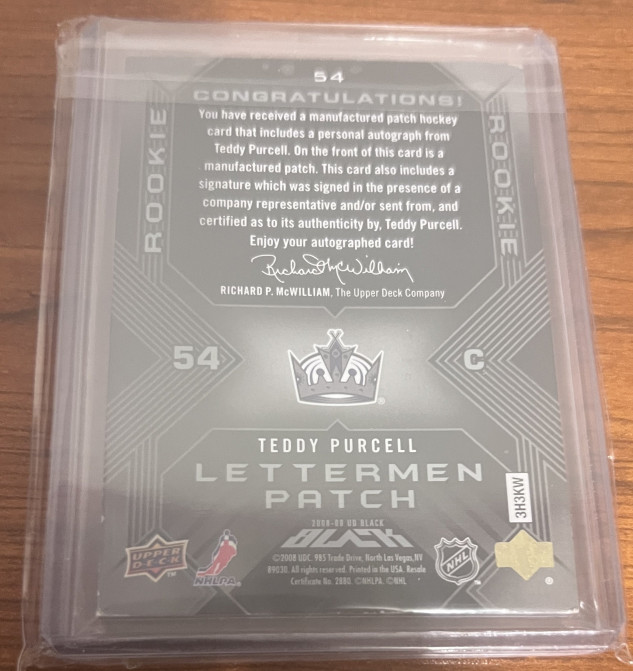 54
CONGRATULATIONS!
You have received a manufactured patch hockey
card that includes a personal autograph from
Teddy Purcell. On the front of this card is a
manufactured patch. This card also includes a
signature which was signed in the presence of a
company representative and/or sent from, and
certified as to its authenticity by, Teddy Purcell.
Enjoy your autographed card!
Richard McWilliam
RICHARD P. McWILLIAM, The Upper Deck Company
ROOKIE
ROOKIE
54
C
®
TEDDY PURCELL
LETTERMEN
PATCH
3H3KW
2008-09 UD BLACK
BLACK
UPPER
DECK
TM
NHLPA
©2008 UDC. 985 Trade Drive, North Las Vegas, NV
89030. All rights reserved. Printed in the USA. Resale
Certificate No. 2880. ©NHLPA. ©NHL
NHL
®